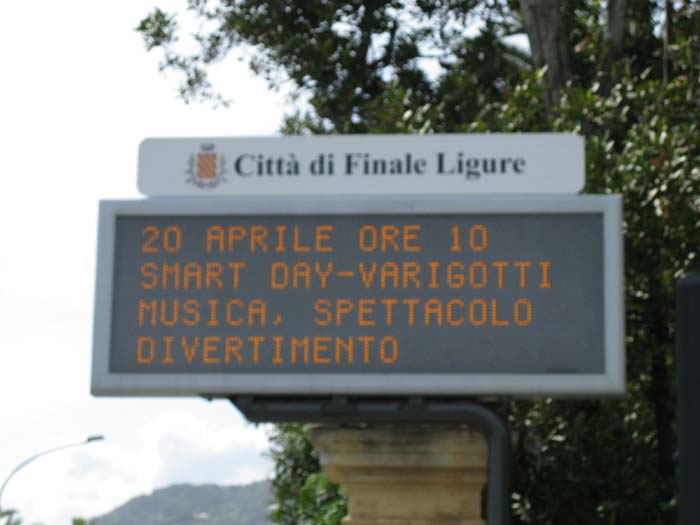 Città di Finale Ligure
20 APRILE ORE 10
SMART DAY-VARIGOTTI
MUSICA, SPETTACOLO
DIVERTIMENTO